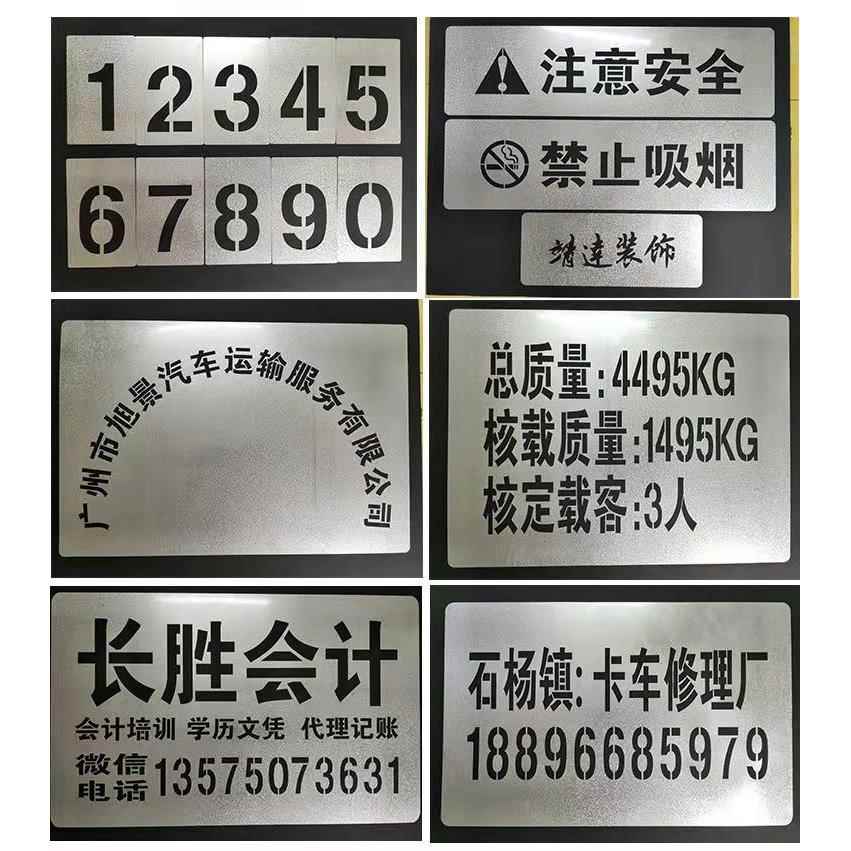 12345
67890
注意安全
禁止吸烟
靖达装饰
广州市旭景汽车运输服务有限公司
总质量:4495KG
核载质量:1495KG
核定载客:3人
长胜会计
会计培训 学历文凭 代理记账
微信
电话 13575073631
石杨镇:卡车修理厂
18896685979